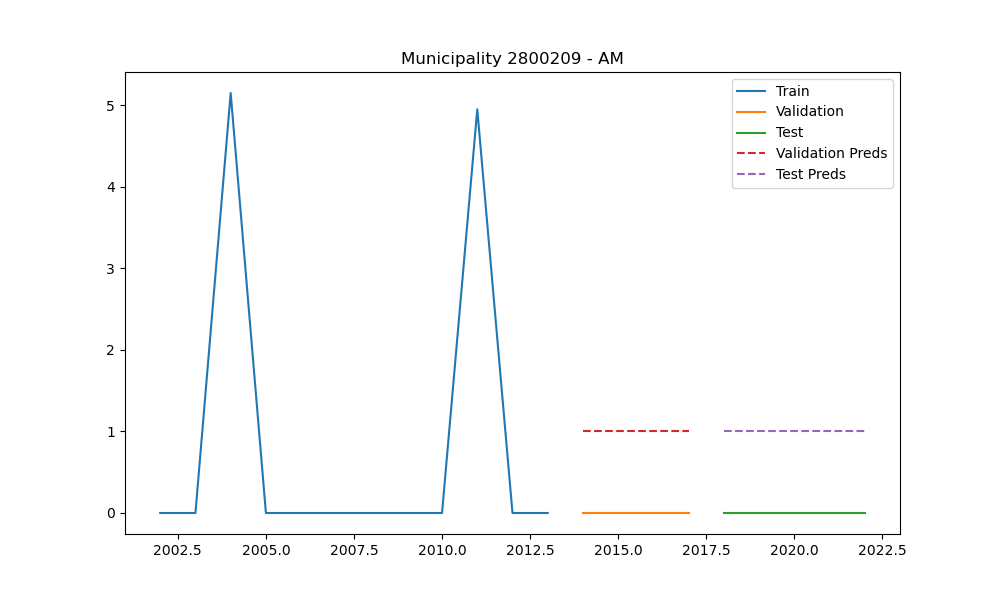 Municipality 2800209 - AM
Train
Validation
Test
Validation Preds
Test Preds
5
4
3
2
1
0
2002.5 2005.0 2007.5 2010.0 2012.5 2015.0 2017.5 2020.0 2022.5